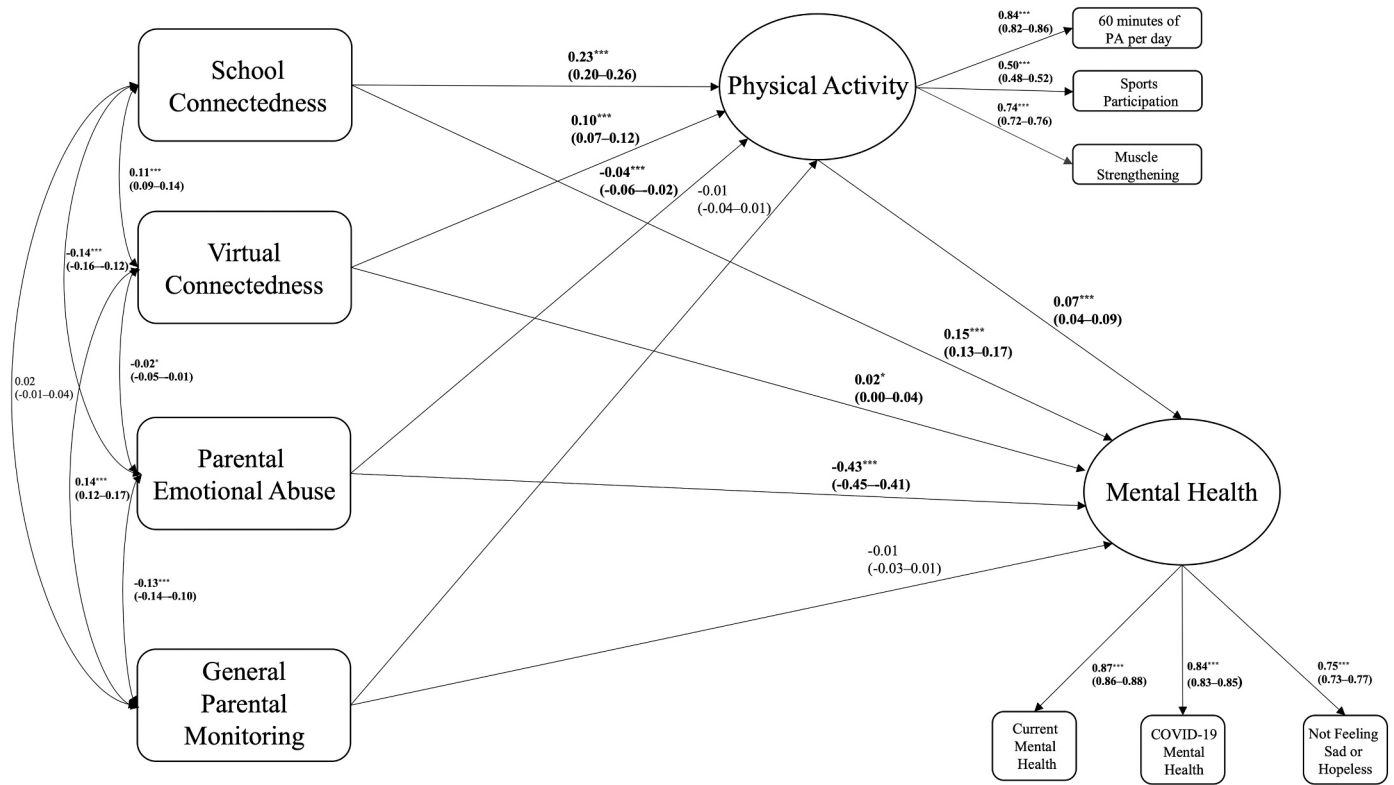 School
Connectedness
Virtual
Connectedness
Parental
Emotional Abuse
General
Parental
Monitoring
Physical Activity
Mental Health
60 minutes of
PA per day
Sports
Participation
Muscle
Strengthening
Current
Mental
Health
COVID-19
Mental
Health
Not Feeling
Sad or
Hopeless
0.23***
(0.20–0.26)
0.10***
(0.07–0.12)
-0.04***
(-0.06–-0.02)
-0.01
(-0.04–0.01)
0.84***
(0.82–0.86)
0.50***
(0.48–0.52)
0.74***
(0.72–0.76)
0.11***
(0.09–0.14)
-0.14***
(-0.16–-0.12)
-0.02*
(-0.05–-0.01)
0.02
(-0.01–0.04)
0.14***
(0.12–0.17)
-0.13***
(-0.14–-0.10)
0.07***
(0.04–0.09)
0.15***
(0.13–0.17)
0.02*
(0.00–0.04)
-0.43***
(-0.45–-0.41)
-0.01
(-0.03–0.01)
0.87***
(0.86–0.88)
0.84***
(0.83–0.85)
0.75***
(0.73–0.77)